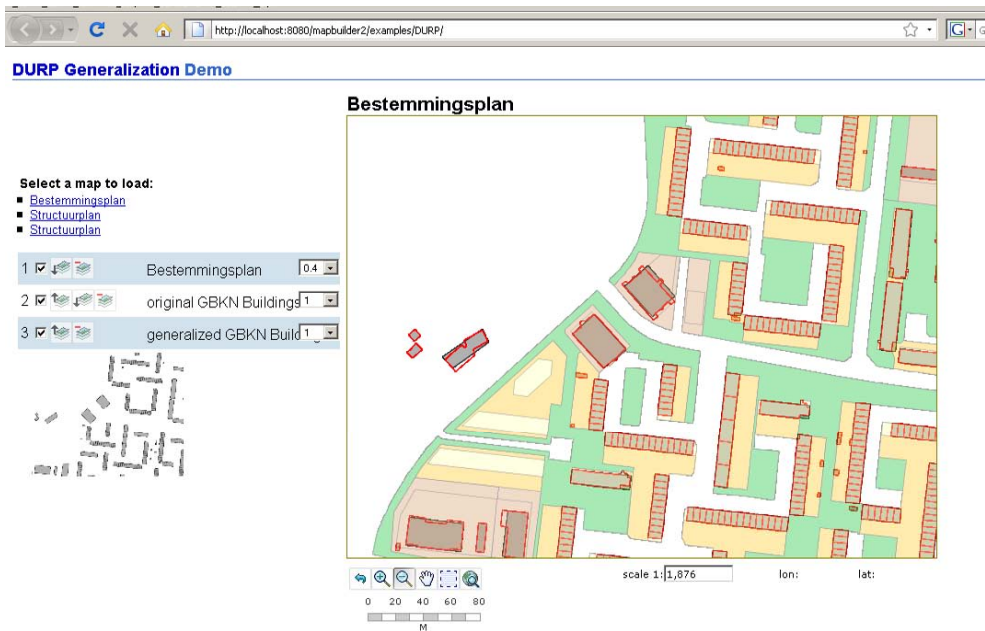 http://localhost:8080/mapbuilder2/examples/DURP/
DURP Generalization Demo
Bestemmingsplan
Select a map to load:
Bestemmingsplan
Structuurplan
Structuurplan
1 Bestemmingsplan 0.4
2 original GBKN Buildings 1
3 generalized GBKN 1
scale 1: 1,876 lon: lat:
0 20 40 60 80
M